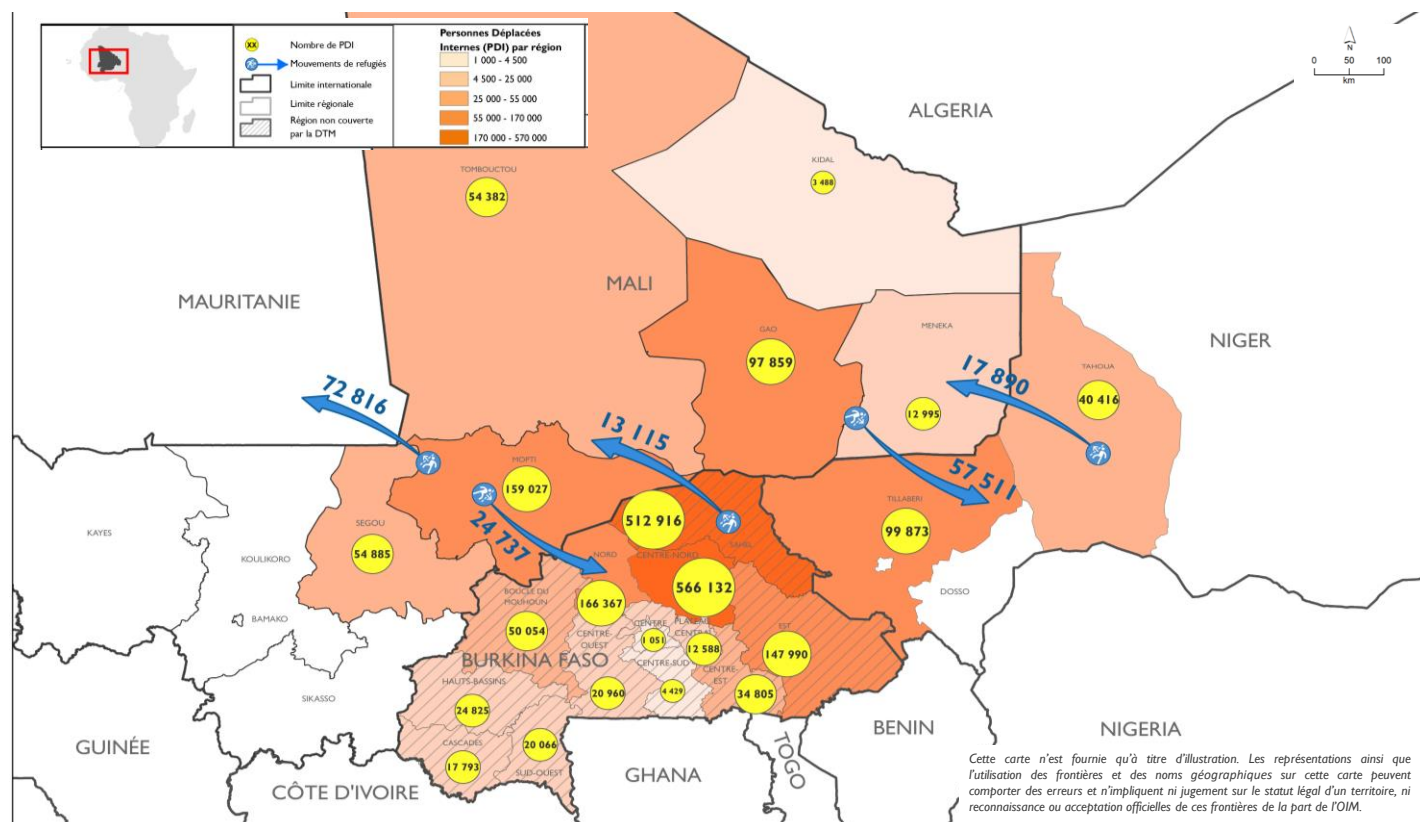 XX Nombre de PDI
Mouvements de refugiés
Limite internationale
Limite régionale
Région non couverte
par la DTM
Personnes Déplacées
Internes (PDI) par région
1 000 - 4 500
4 500 - 25 000
25 000 - 55 000
55 000 - 170 000
170 000 - 570 000
N
0 50 100
km
ALGERIA
KIDAL
3 488
TOMBOUCTOU
54 382
MALI
MAURITANIE
GAO
97 859
MENEKA
12 995
NIGER
TAHOUA
40 416
17 890
72 816
13 115
57 511
24 737
MOPTI
159 027
SEGOU
54 885
KAYES
KOULIKORO
BAMAKO
SIKASSO
TILLABERI
99 873
DOSSO
512 916
SAHEL
NORD
CENTRE-NORD
566 132
166 367
BOUCLE DU
MOUHOUN
50 054
CENTRE
1 051
PLATEAU
CENTRAL
12 588
EST
147 990
CENTRE-
OUEST
20 960
BURKINA FASO
CENTRE-SUD
4 429
CENTRE-
EST
34 805
HAUTS-BASSINS
24 825
CASCADES
17 793
20 066
SUD-OUEST
GUINÉE
CÔTE D'IVOIRE
GHANA
TOGO
BENIN
NIGERIA
Cette carte n'est fournie qu'à titre d'illustration. Les représentations ainsi que
l'utilisation des frontières et des noms géographiques sur cette carte peuvent
comporter des erreurs et n'impliquent ni jugement sur le statut légal d'un territoire, ni
reconnaissance ou acceptation officielles de ces frontières de la part de l'OIM.